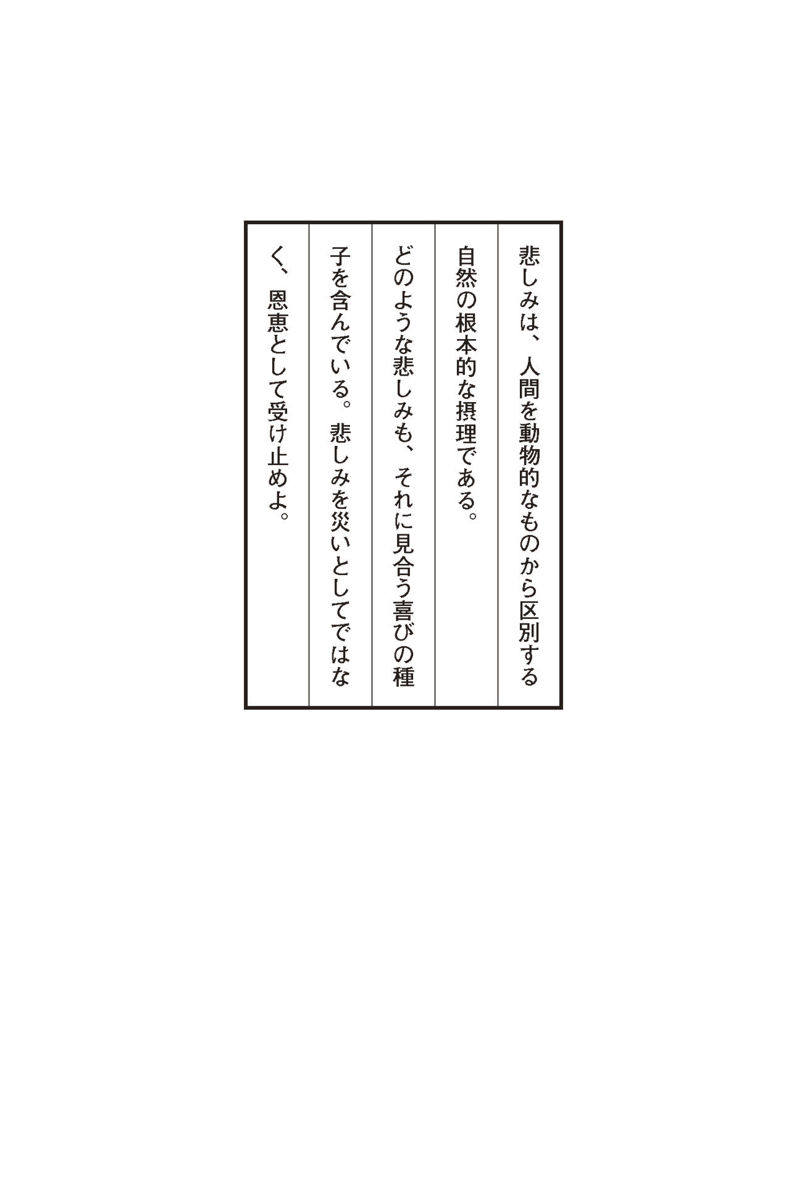 悲しみは、人間を動物的なものから区別する
自然の根本的な摂理である。
どのような悲しみも、それに見合う喜びの種
子を含んでいる。悲しみを災いとしてではな
く、恩恵として受け止めよ。